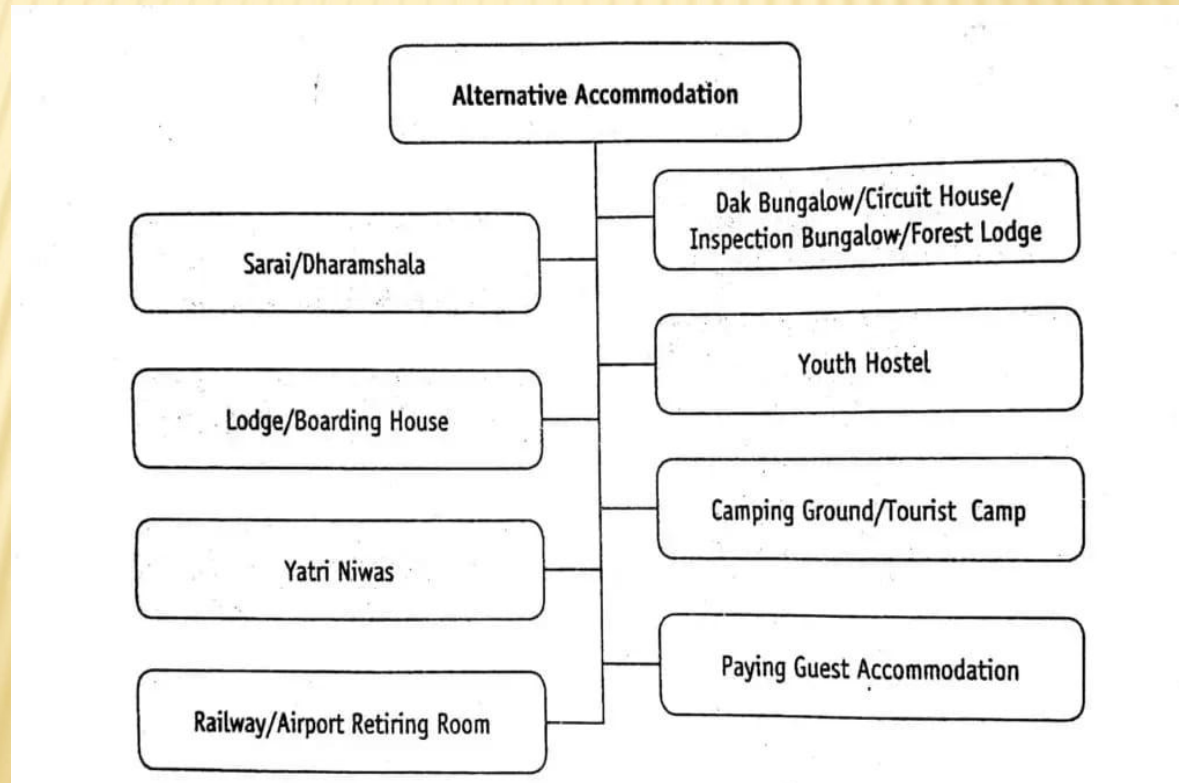 Alternative Accommodation
Dak Bungalow/Circuit House/
Inspection Bungalow/Forest Lodge
Sarai/Dharamshala
Youth Hostel
Lodge/Boarding House
Camping Ground/Tourist Camp
Yatri Niwas
Paying Guest Accommodation
Railway/Airport Retiring Room